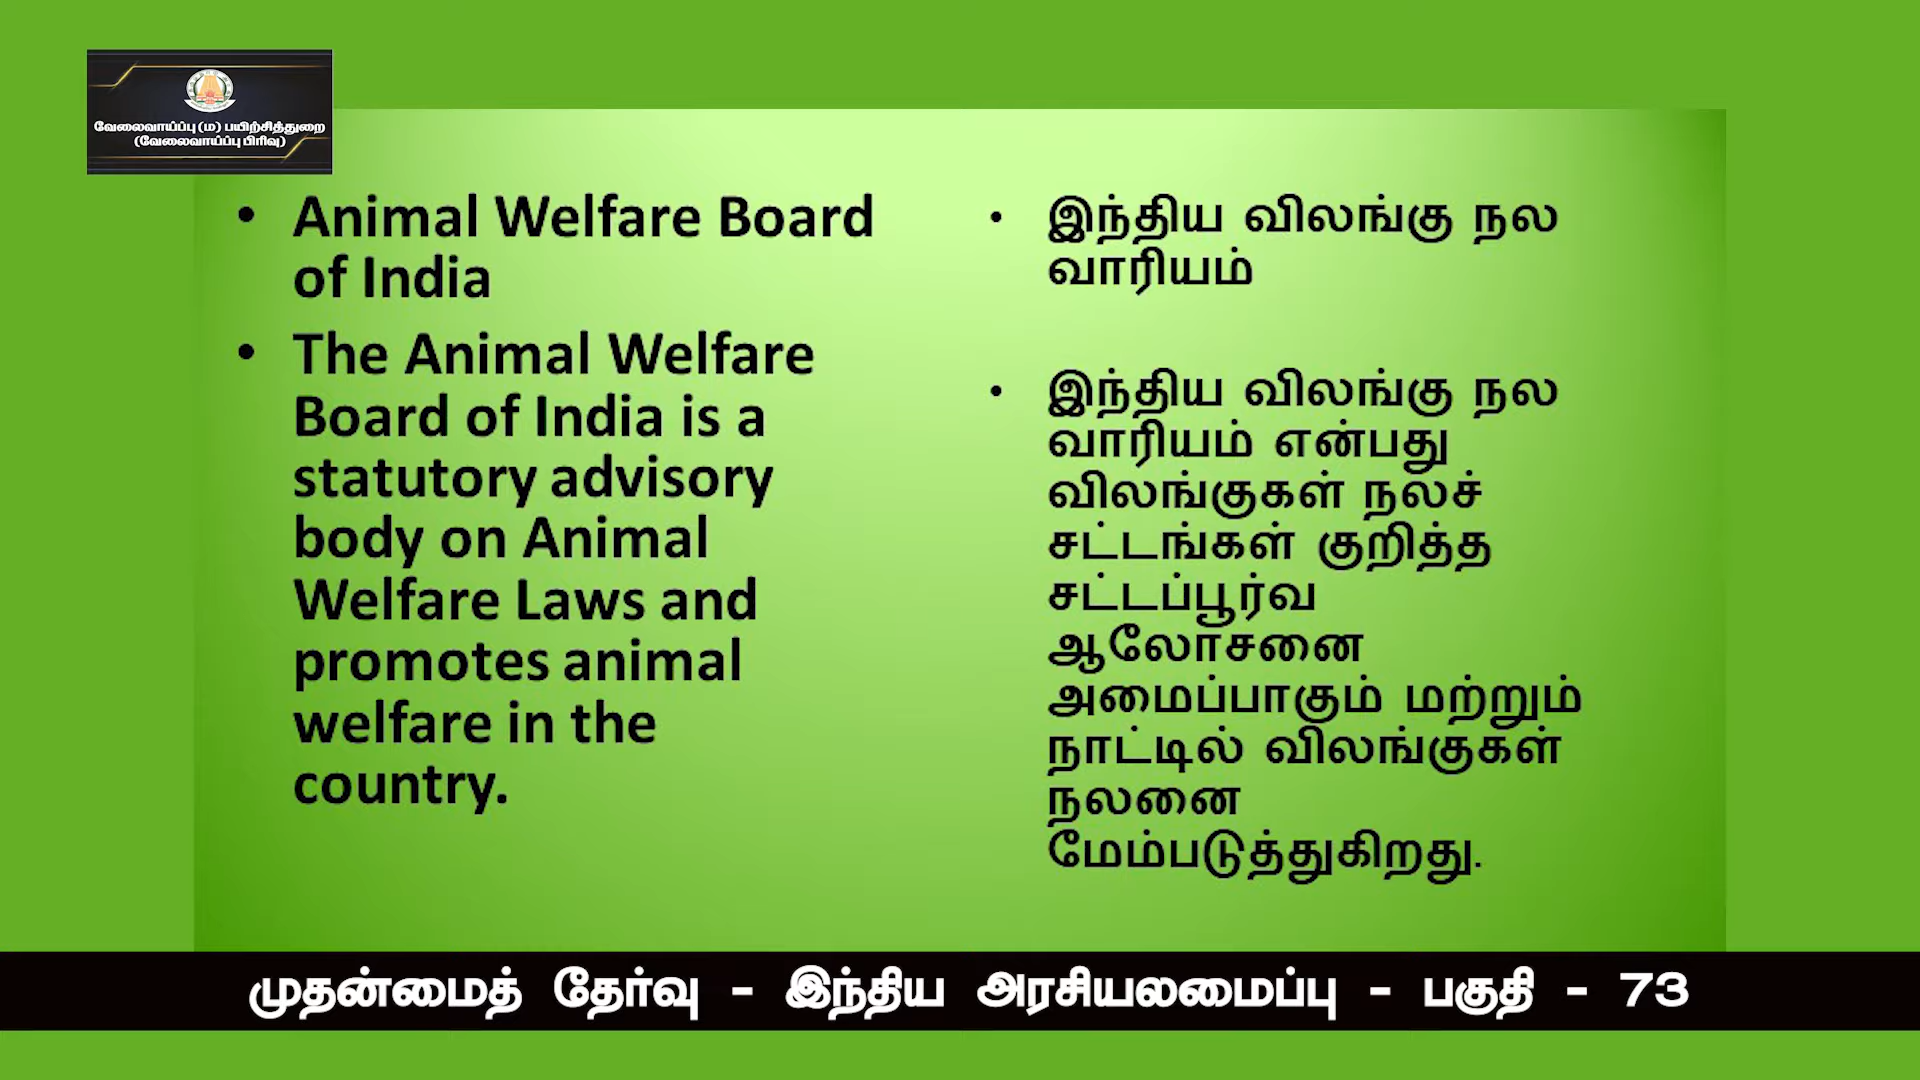 வேலைவாய்ப்பு (ம) பயிற்சித்துறை
(வேலைவாய்ப்பு பிரிவு)
• Animal Welfare Board
of India
• The Animal Welfare
Board of India is a
statutory advisory
body on Animal
Welfare Laws and
promotes animal
welfare in the
country.
• இந்திய விலங்கு நல
வாரியம்
• இந்திய விலங்கு நல
வாரியம் என்பது
விலங்குகள் நலச்
சட்டங்கள் குறித்த
சட்டப்பூர்வ
ஆலோசனை
அமைப்பாகும் மற்றும்
நாட்டில் விலங்குகள்
நலனை
மேம்படுத்துகிறது.
முதன்மைத் தேர்வு - இந்திய அரசியலமைப்பு - பகுதி - 73